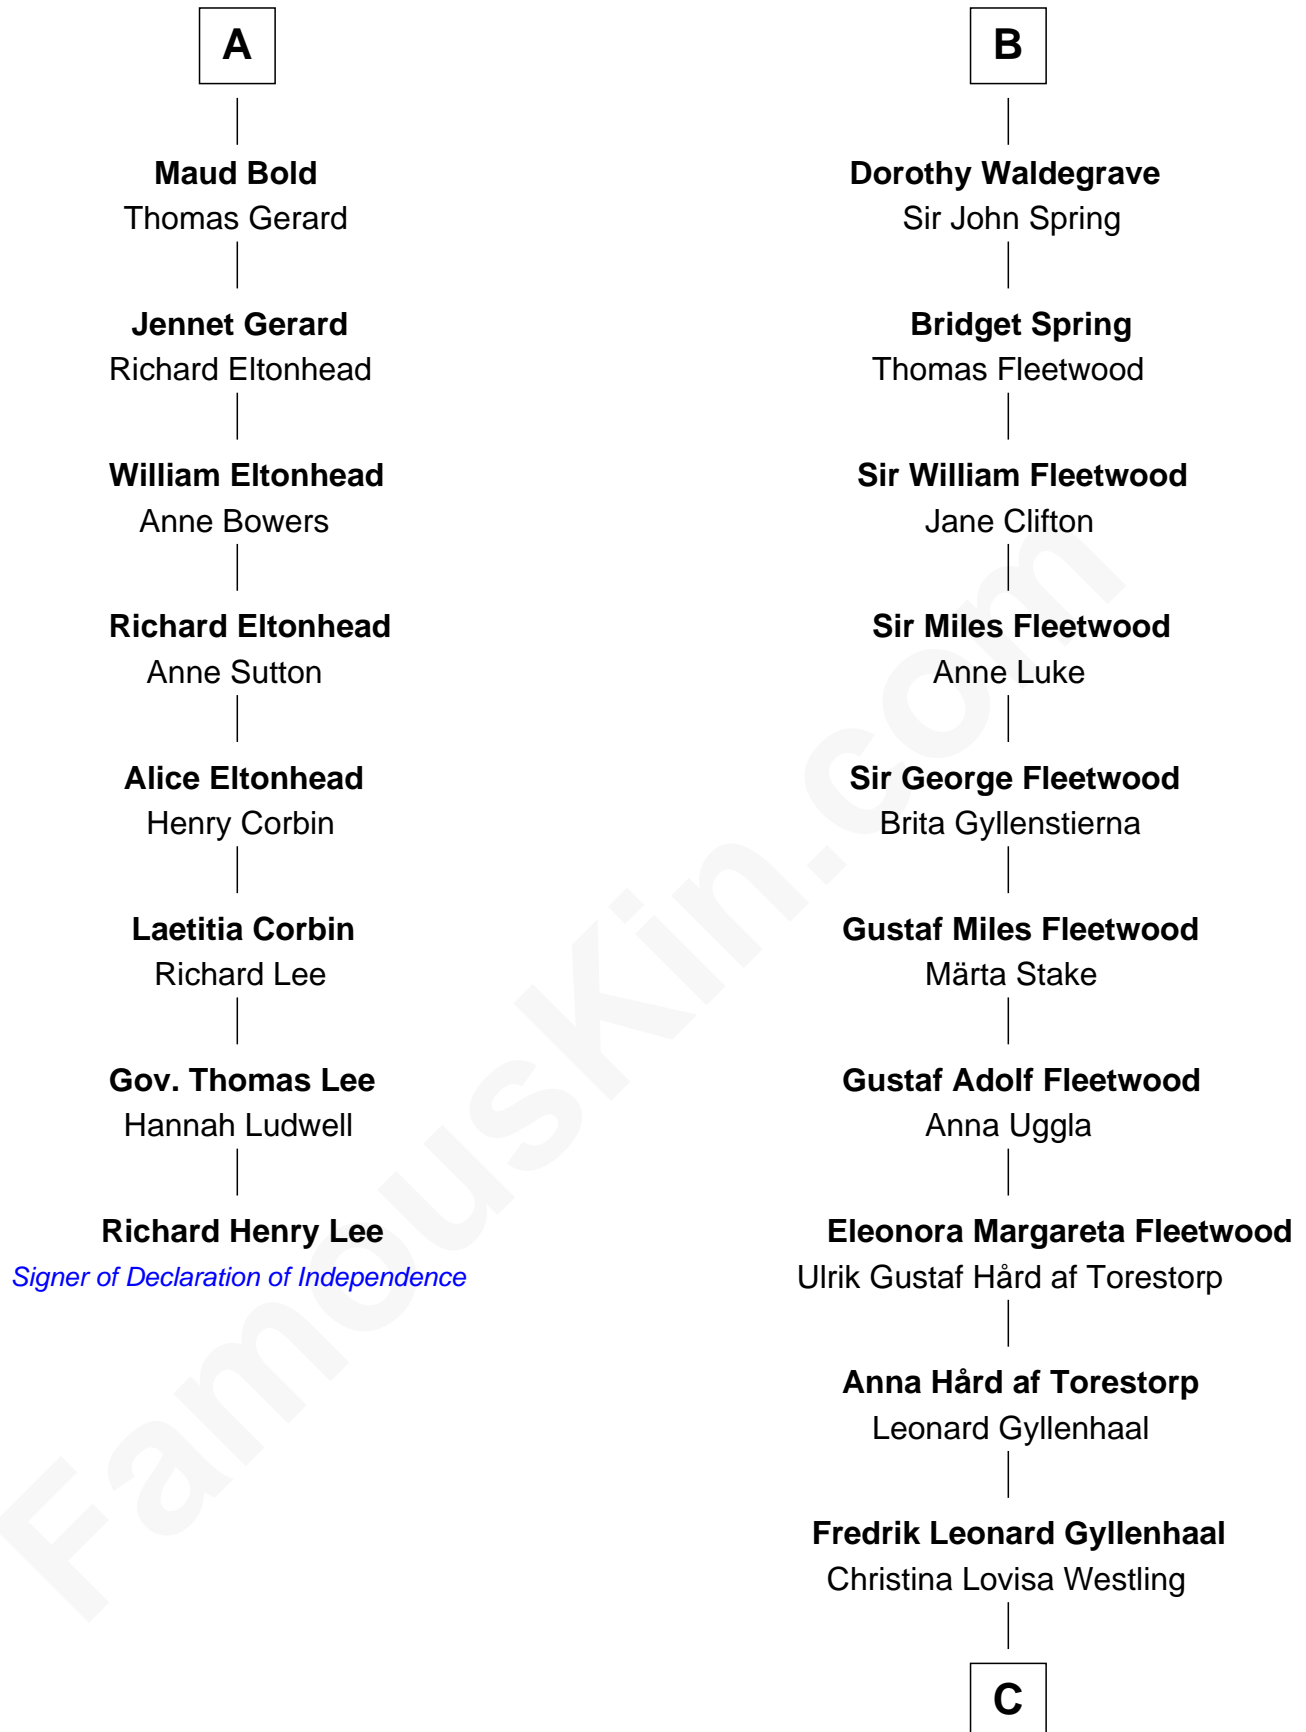 A
Maud Bold
Thomas Gerard
Jennet Gerard
Richard Eltonhead
William Eltonhead
Anne Bowers
Richard Eltonhead
Anne Sutton
Alice Eltonhead
Henry Corbin
Laetitia Corbin
Richard Lee
Gov. Thomas Lee
Hannah Ludwell
Richard Henry Lee
Signer of Declaration of Independence
B
Dorothy Waldegrave
Sir John Spring
Bridget Spring
Thomas Fleetwood
Sir William Fleetwood
Jane Clifton
Sir Miles Fleetwood
Anne Luke
Sir George Fleetwood
Brita Gyllenstierna
Gustaf Miles Fleetwood
Märta Stake
Gustaf Adolf Fleetwood
Anna Uggla
Eleonora Margareta Fleetwood
Ulrik Gustaf Hård af Torestorp
Anna Hård af Torestorp
Leonard Gyllenhaal
Fredrik Leonard Gyllenhaal
Christina Lovisa Westling
C
FamousKin.com